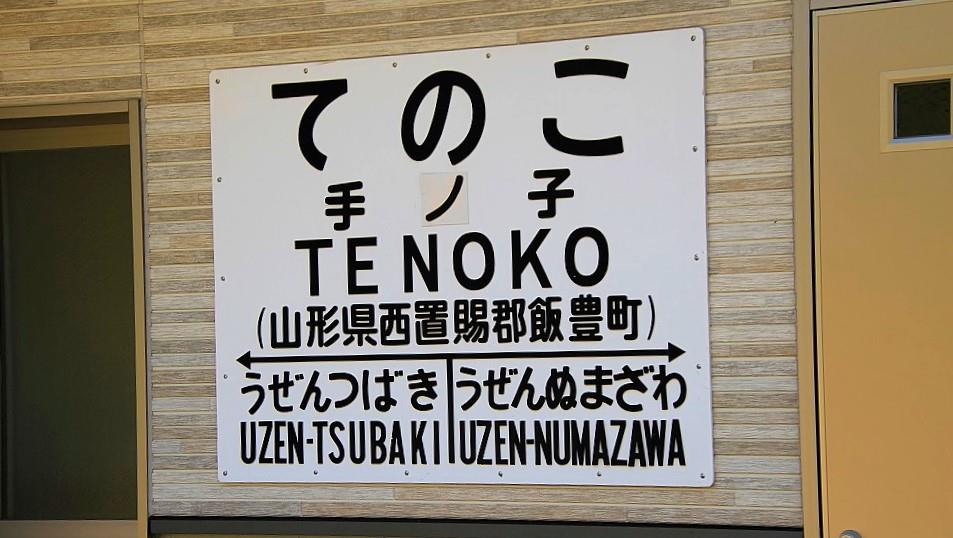 てのこ
手ノ子
TENOKO
(山形県西置賜郡飯豊町)
うぜんつばき うぜんぬまざわ
UZEN-TSUBAKI UZEN-NUMAZAWA